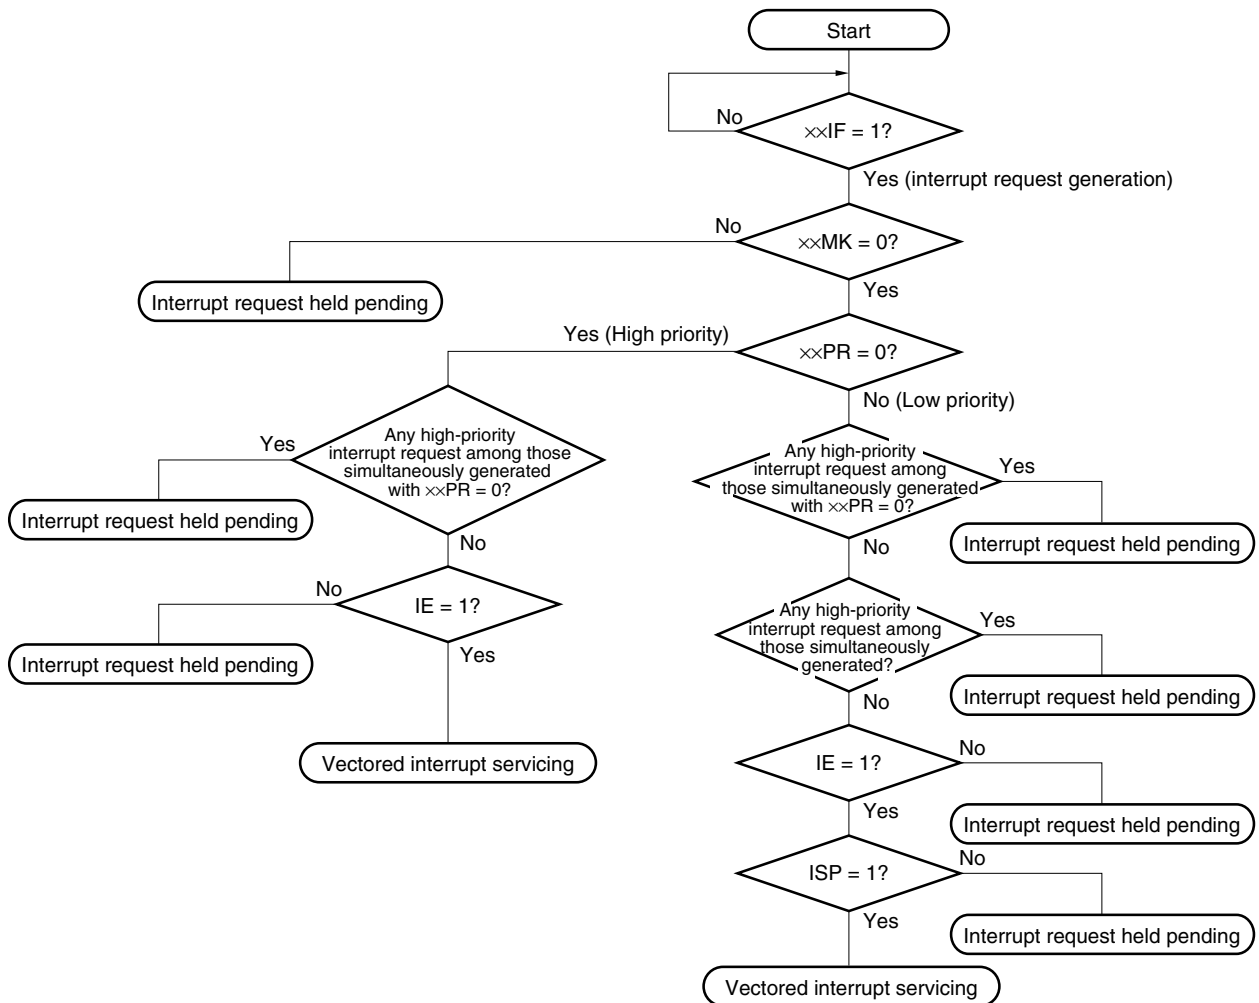 Start
No
××IF = 1?
Yes (interrupt request generation)
No
××MK = 0?
Interrupt request held pending
Yes
Yes (High priority)
××PR = 0?
No (Low priority)
Yes
Any high-priority
interrupt request among those
simultaneously generated
with ××PR = 0?
Any high-priority
interrupt request among
those simultaneously generated
with ××PR = 0?
Yes
Interrupt request held pending
Interrupt request held pending
No
No
No
IE = 1?
Any high-priority
interrupt request among
those simultaneously
generated?
Yes
Interrupt request held pending
Yes
Interrupt request held pending
No
Vectored interrupt servicing
IE = 1?
No
Yes
Interrupt request held pending
ISP = 1?
No
Yes
Interrupt request held pending
Vectored interrupt servicing